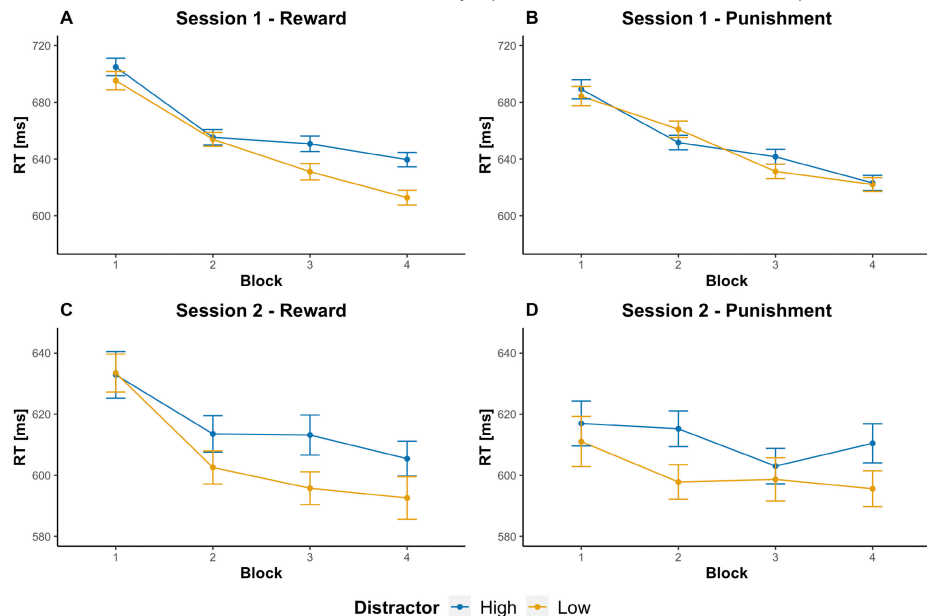 A Session 1 - Reward
B Session 1 - Punishment
RT [ms]
720
680
640
600
1 2 3 4
Block
RT [ms]
720
680
640
600
1 2 3 4
Block
C Session 2 - Reward
D Session 2 - Punishment
RT [ms]
640
620
600
580
1 2 3 4
Block
RT [ms]
640
620
600
580
1 2 3 4
Block
Distractor High Low